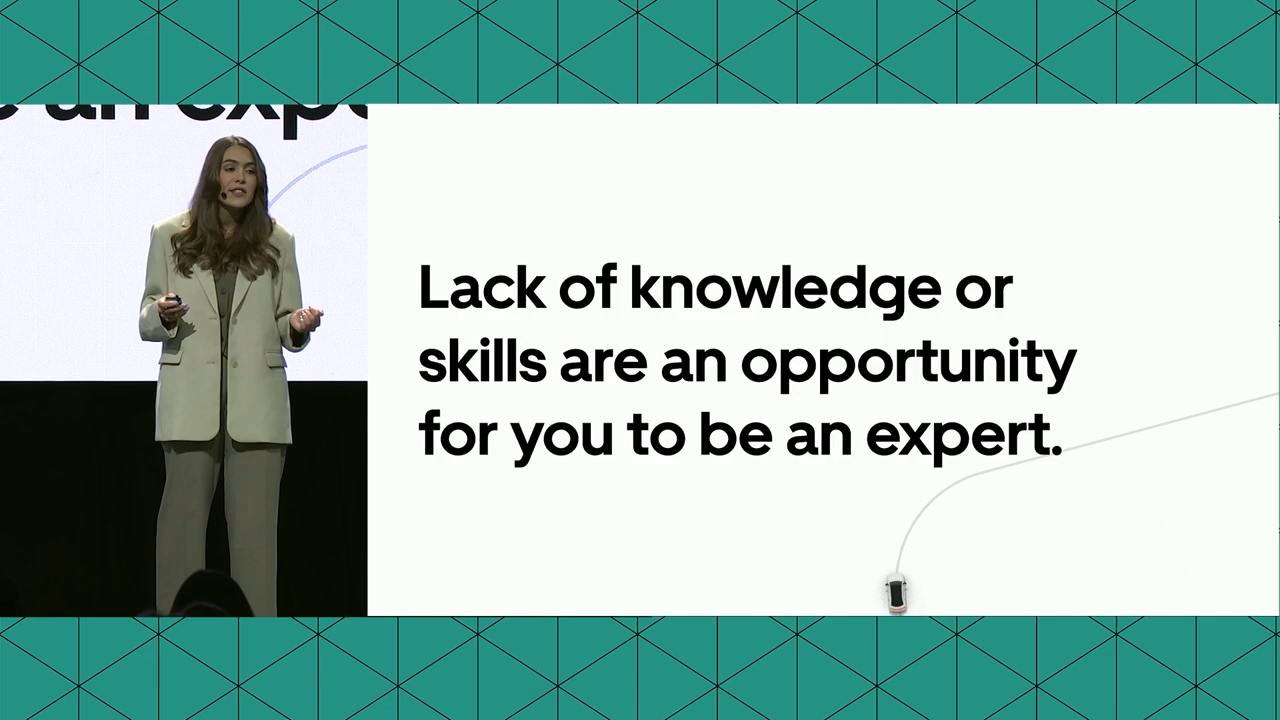 Lack of knowledge or
skills are an opportunity
for you to be an expert.